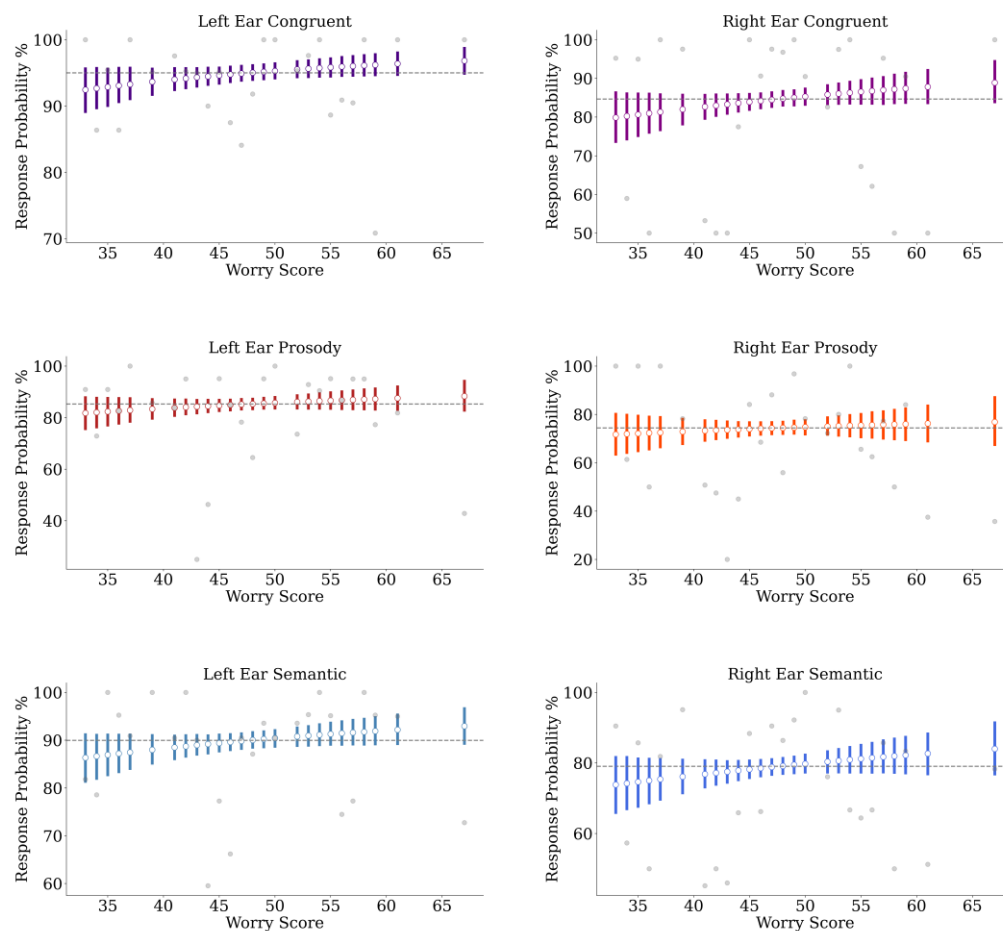 Left Ear Congruent
Response Probability %
100
90
80
70
35 40 45 50 55 60 65
Worry Score
Right Ear Congruent
Response Probability %
100
90
80
70
60
50
35 40 45 50 55 60 65
Worry Score
Left Ear Prosody
Response Probability %
100
80
60
40
35 40 45 50 55 60 65
Worry Score
Right Ear Prosody
Response Probability %
100
80
60
40
20
35 40 45 50 55 60 65
Worry Score
Left Ear Semantic
Response Probability %
100
90
80
70
60
35 40 45 50 55 60 65
Worry Score
Right Ear Semantic
Response Probability %
100
80
60
35 40 45 50 55 60 65
Worry Score